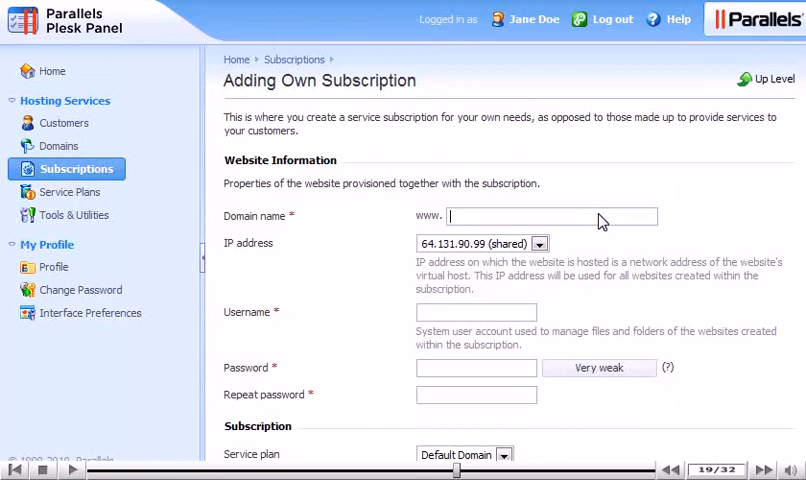 Parallels
Plesk Panel
Logged in as Jane Doe Log out Help
Parallels
Home
Hosting Services
Customers
Domains
Subscriptions
Service Plans
Tools & Utilities
My Profile
Profile
Change Password
Interface Preferences
Home > Subscriptions >
Adding Own Subscription
Up Level
This is where you create a service subscription for your own needs, as opposed to those made up to provide services to
your customers.
Website Information
Properties of the website provisioned together with the subscription.
Domain name * www.
IP address 64.131.90.99 (shared)
IP address on which the website is hosted is a network address of the website's
virtual host. This IP address will be used for all websites created within the
subscription.
Username *
System user account used to manage files and folders of the websites created
within the subscription.
Password * Very weak (?)
Repeat password *
Subscription
Service plan Default Domain
19/32